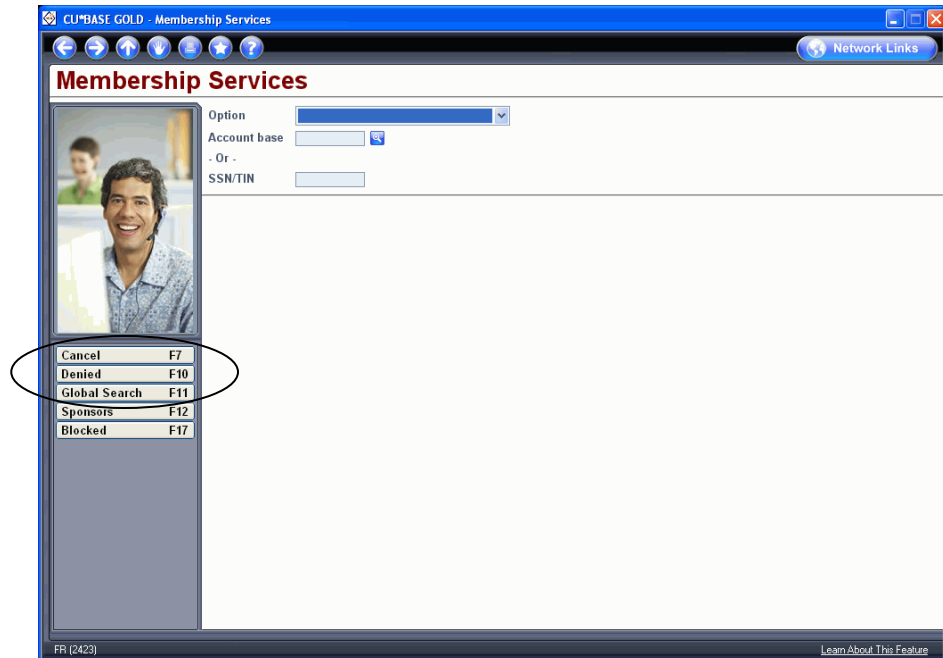 CU*BASE GOLD - Membership Services
Network Links
Membership Services
Option
Account base
- Or -
SSN/TIN
Cancel F7
Denied F10
Global Search F11
Sponsors F12
Blocked F17
FR (2423)
Learn About This Feature